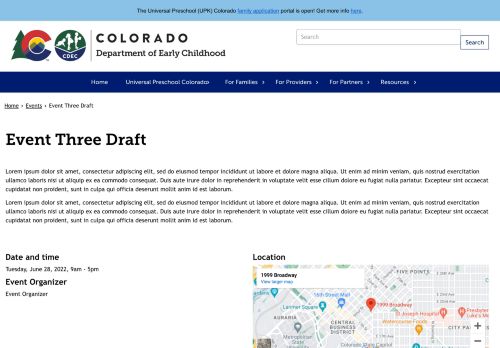 The Universal Preschool (UPK) Colorado family application portal is open! Get more info here.
COLORADO
Department of Early Childhood
CDEC
Search
Search
Home Universal Preschool Colorado For Families For Providers For Partners Resources
Home › Events › Event Three Draft
Event Three Draft
Lorem ipsum dolor sit amet, consectetur adipiscing elit, sed do eiusmod tempor incididunt ut labore et dolore magna aliqua. Ut enim ad minim veniam, quis nostrud exercitation
ullamco laboris nisi ut aliquip ex ea commodo consequat. Duis aute irure dolor in reprehenderit in voluptate velit esse cillum dolore eu fugiat nulla pariatur. Excepteur sint occaecat
cupidatat non proident, sunt in culpa qui officia deserunt mollit anim id est laborum.
Lorem ipsum dolor sit amet, consectetur adipiscing elit, sed do eiusmod tempor incididunt ut labore et dolore magna aliqua. Ut enim ad minim veniam, quis nostrud exercitation
ullamco laboris nisi ut aliquip ex ea commodo consequat. Duis aute irure dolor in reprehenderit in voluptate velit esse cillum dolore eu fugiat nulla pariatur. Excepteur sint occaecat
cupidatat non proident, sunt in culpa qui officia deserunt mollit anim id est laborum.
Date and time
Tuesday, June 28, 2022, 9am - 5pm
Event Organizer
Event Organizer
Location
1999 Broadway
View larger map
FIVE POINTS
Larimer Square
16th Street Mall
1999 Broadway
St. Joseph Hospital
AURARIA
CENTRAL
BUSINESS
DISTRICT
Watercourse Foods
Metropolitan
State
Colorado State Capitol